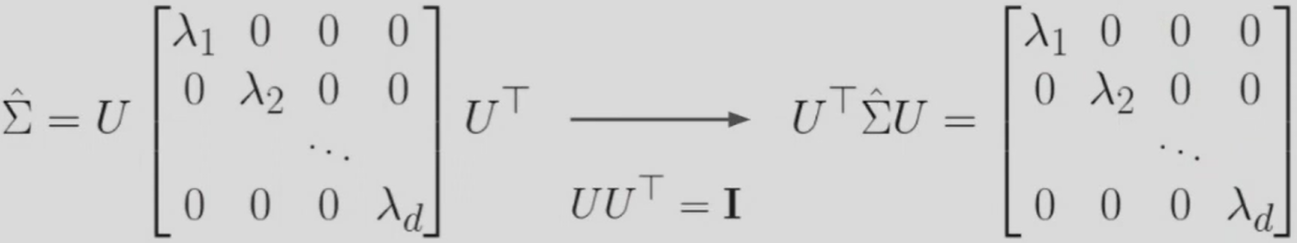 λ₁ 0 0 0 λ₁ 0 0 0
Σ̂ = U 0 λ₂ 0 0 U⊤ ⟶ U⊤Σ̂U = 0 λ₂ 0 0
⋱ ⋱
0 0 0 λ_d UU⊤ = I 0 0 0 λ_d